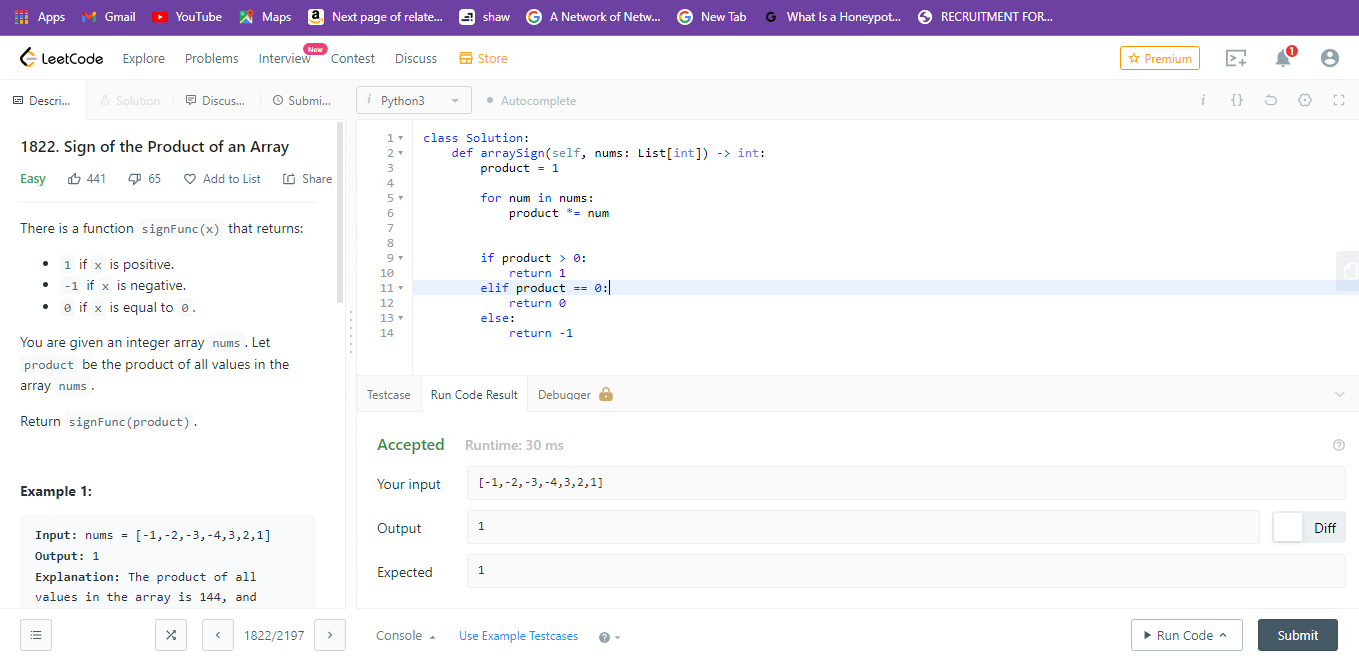 Apps Gmail YouTube Maps Next page of relate... shaw A Network of Netw... New Tab What Is a Honeypot... RECRUITMENT FOR...
LeetCode Explore Problems Interview New Contest Discuss Store Premium 1
Descri... Solution Discus... Submi... i Python3 Autocomplete i {}
1822. Sign of the Product of an Array
Easy 441 65 Add to List Share
There is a function signFunc(x) that returns:
• 1 if x is positive.
• -1 if x is negative.
• 0 if x is equal to 0.
You are given an integer array nums. Let
product be the product of all values in the
array nums.
Return signFunc(product).
Example 1:
Input: nums = [-1,-2,-3,-4,3,2,1]
Output: 1
Explanation: The product of all
values in the array is 144, and
1822/2197
1 class Solution:
2 def arraySign(self, nums: List[int]) -> int:
3 product = 1
4
5 for num in nums:
6 product *= num
7
8
9 if product > 0:
10 return 1
11 elif product == 0:
12 return 0
13 else:
14 return -1
Testcase Run Code Result Debugger
Accepted Runtime: 30 ms
Your input [-1,-2,-3,-4,3,2,1]
Output 1 Diff
Expected 1
Console Use Example Testcases Run Code Submit